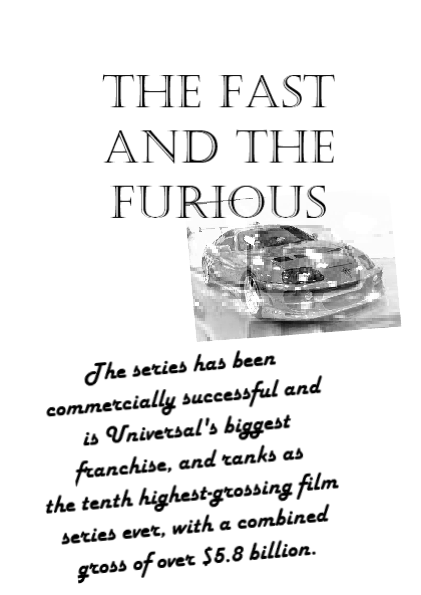 THE FAST
AND THE
FURIOUS
The series has been
commercially successful and
is Universal's biggest
franchise, and ranks as
the tenth highest-grossing film
series ever, with a combined
gross of over $5.8 billion.